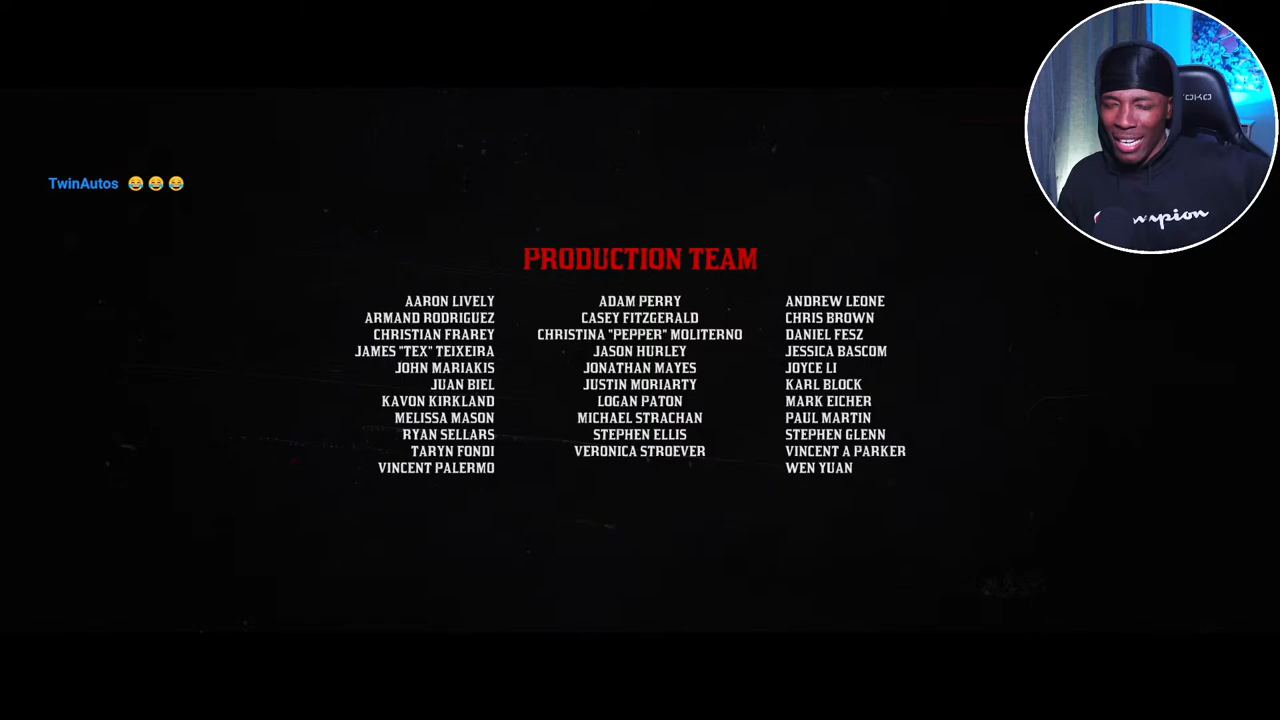 TwinAutos 😂😂😂
PRODUCTION TEAM
AARON LIVELY
ARMAND RODRIGUEZ
CHRISTIAN FRAREY
JAMES "TEX" TEIXEIRA
JOHN MARIAKIS
JUAN BIEL
KAVON KIRKLAND
MELISSA MASON
RYAN SELLARS
TARYN FONDI
VINCENT PALERMO
ADAM PERRY
CASEY FITZGERALD
CHRISTINA "PEPPER" MOLITERNO
JASON HURLEY
JONATHAN MAYES
JUSTIN MORIARTY
LOGAN PATON
MICHAEL STRACHAN
STEPHEN ELLIS
VERONICA STROEVER
ANDREW LEONE
CHRIS BROWN
DANIEL FESZ
JESSICA BASCOM
JOYCE LI
KARL BLOCK
MARK EICHER
PAUL MARTIN
STEPHEN GLENN
VINCENT A PARKER
WEN YUAN